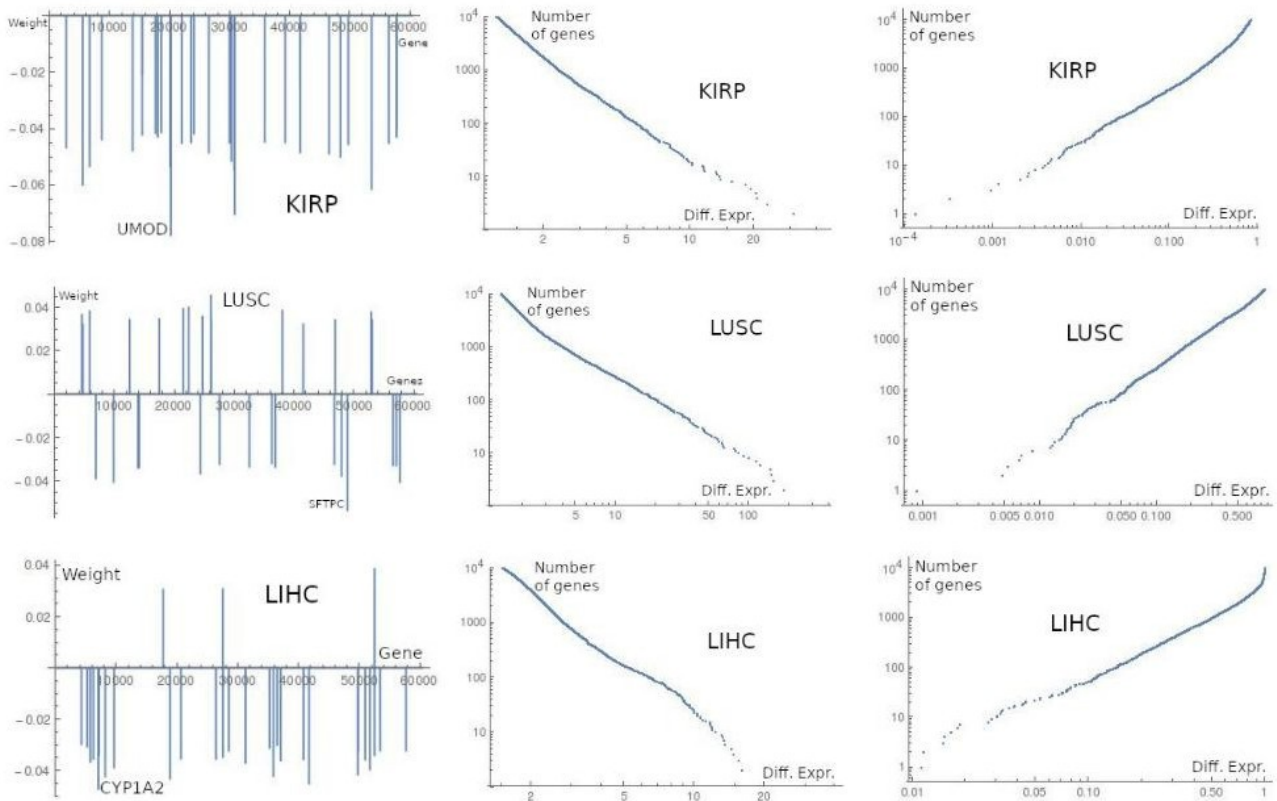 Weight
10000 20000 30000 40000 50000 60000
Gene
−0.02
−0.04
−0.06
−0.08
UMOD
KIRP
10⁴
Number
of genes
1000
100
10
KIRP
Diff. Expr.
2 5 10 20
10⁴
Number
of genes
1000
100
10
1
KIRP
Diff. Expr.
10⁻⁴ 0.001 0.010 0.100 1
Weight
0.04
0.02
LUSC
Genes
10000 20000 30000 40000 50000 60000
−0.02
−0.04
SFTPC
10⁴
Number
of genes
1000
100
10
LUSC
Diff. Expr.
5 10 50 100
10⁴
Number
of genes
1000
100
10
1
LUSC
Diff. Expr.
0.001 0.005 0.010 0.050 0.100 0.500
0.04
Weight
0.02
LIHC
Gene
10000 20000 30000 40000 50000 60000
−0.02
−0.04
CYP1A2
10⁴
Number
of genes
1000
100
10
LIHC
Diff. Expr.
2 5 10 20
10⁴
Number
of genes
1000
100
10
1
LIHC
Diff. Expr.
0.01 0.05 0.10 0.50 1